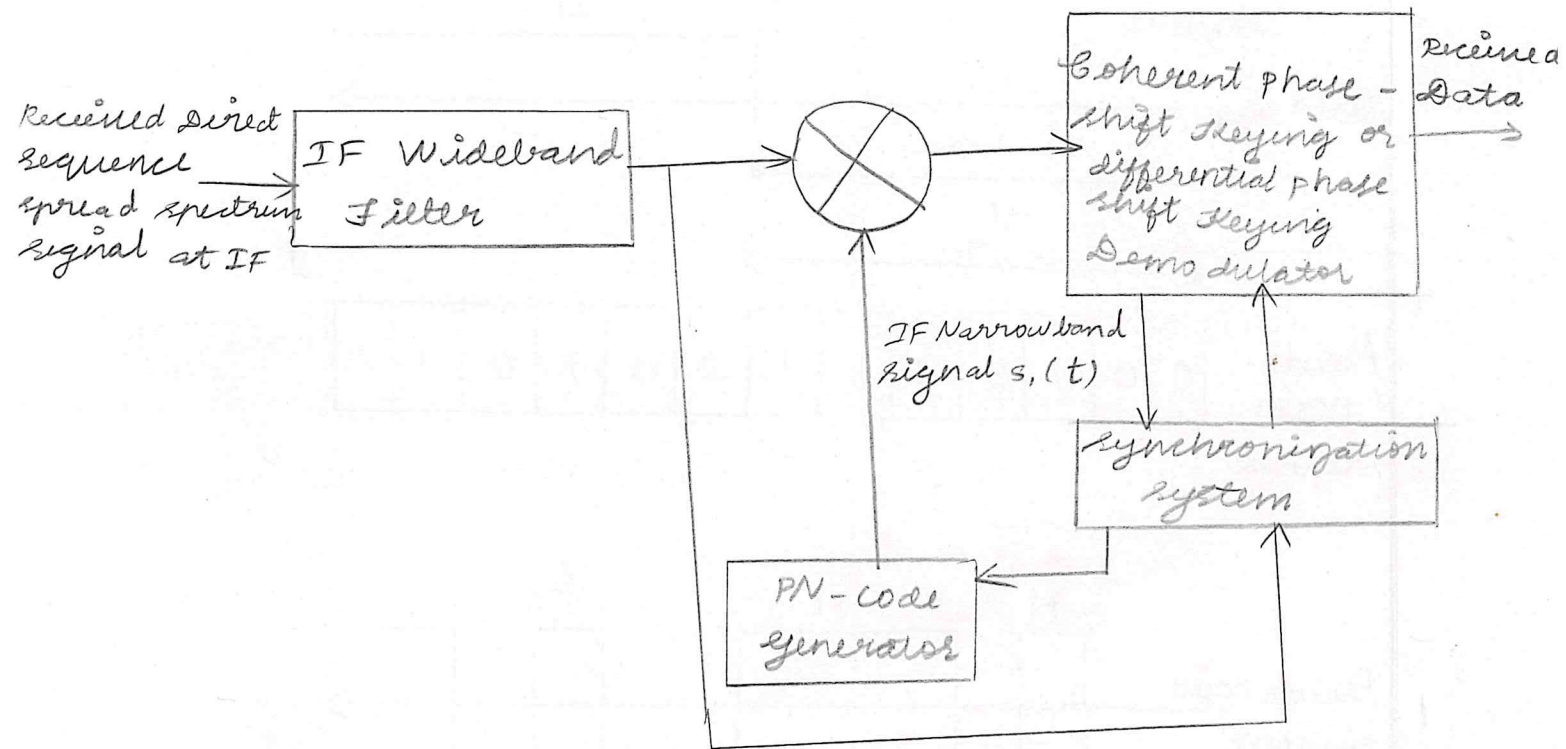 Received Direct
sequence
spread spectrum
signal at IF
IF Wideband
Filter
Coherent phase -
shift Keying or
differential phase
shift Keying
Demodulator
Received
Data
IF Narrowband
signal s, (t)
synchronization
system
PN-code
Generator